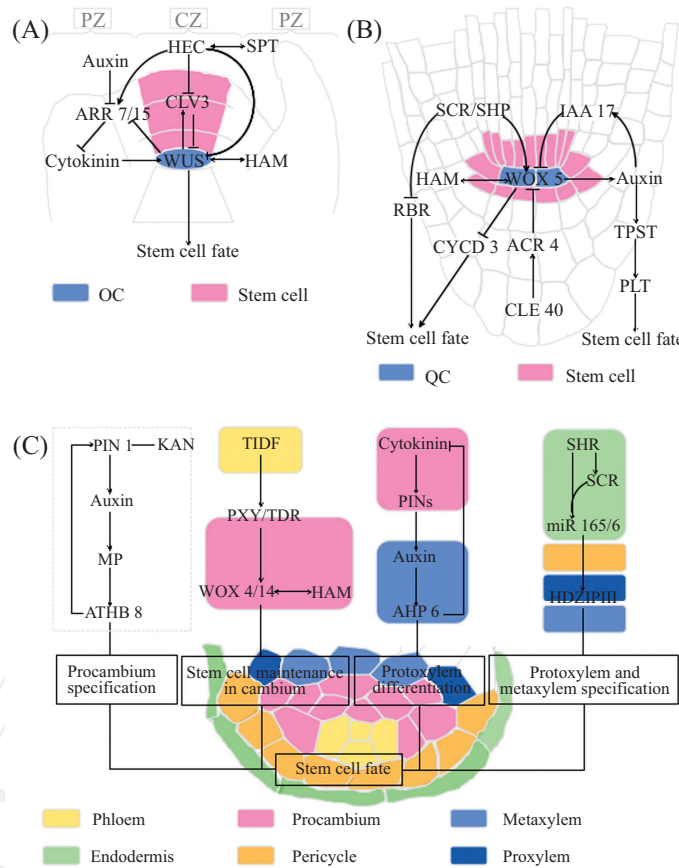 (A)
PZ
CZ
PZ
HEC
SPT
Auxin
CLV3
ARR 7/15
Cytokinin
WUS
HAM
Stem cell fate
OC
Stem cell
(B)
SCR/SHP
IAA 17
HAM
WOX 5
Auxin
RBR
CYCD 3
ACR 4
TPST
CLE 40
PLT
Stem cell fate
Stem cell fate
QC
Stem cell
(C)
PIN 1
KAN
Auxin
MP
ATHB 8
TIDF
PXY/TDR
WOX 4/14
HAM
Cytokinin
PINs
Auxin
AHP 6
SHR
SCR
miR 165/6
HDZIPIII
Procambium
specification
Stem cell maintenance
in cambium
Protoxylem
differentiation
Protoxylem and
metaxylem specification
Stem cell fate
Phloem
Procambium
Metaxylem
Endodermis
Pericycle
Proxylem